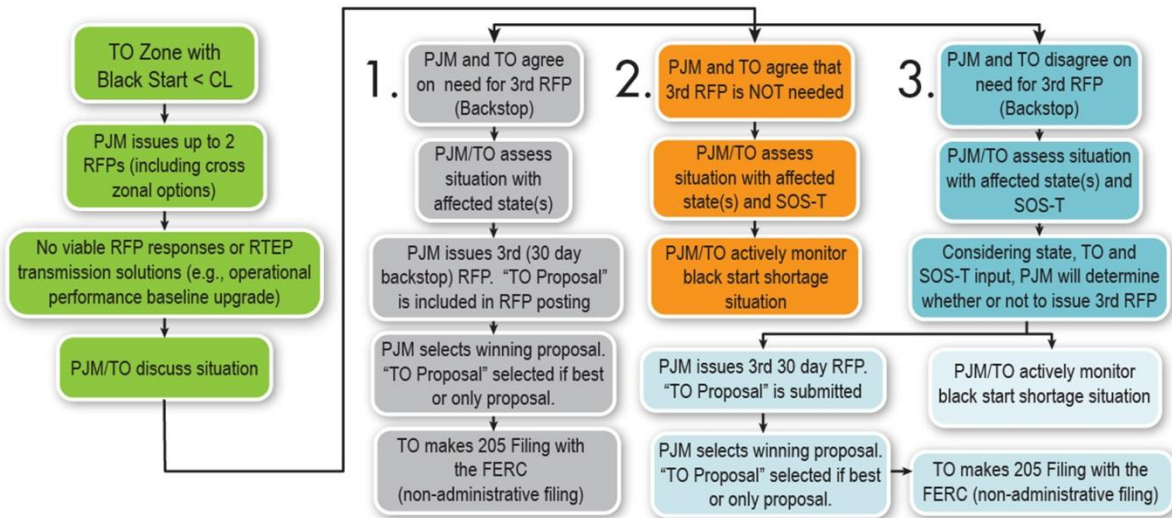 TO Zone with
Black Start < CL
PJM issues up to 2
RFPs (including cross
zonal options)
No viable RFP responses or RTEP
transmission solutions (e.g., operational
performance baseline upgrade)
PJM/TO discuss situation
1.
PJM and TO agree
on need for 3rd RFP
(Backstop)
PJM/TO assess
situation with
affected state(s)
PJM issues 3rd (30 day
backstop) RFP. “TO Proposal”
is included in RFP posting
PJM selects winning proposal.
“TO Proposal” selected if best
or only proposal.
TO makes 205 Filing with
the FERC
(non-administrative filing)
2.
PJM and TO agree that
3rd RFP is NOT needed
PJM/TO assess
situation with affected
state(s) and SOS-T
PJM/TO actively monitor
black start shortage
situation
3.
PJM and TO disagree on
need for 3rd RFP
(Backstop)
PJM/TO assess situation
with affected state(s) and
SOS-T
Considering state, TO and
SOS-T input, PJM will determine
whether or not to issue 3rd RFP
PJM issues 3rd 30 day RFP.
“TO Proposal” is submitted
PJM/TO actively monitor
black start shortage situation
PJM selects winning proposal.
“TO Proposal” selected if best
or only proposal.
TO makes 205 Filing with the
FERC (non-administrative filing)